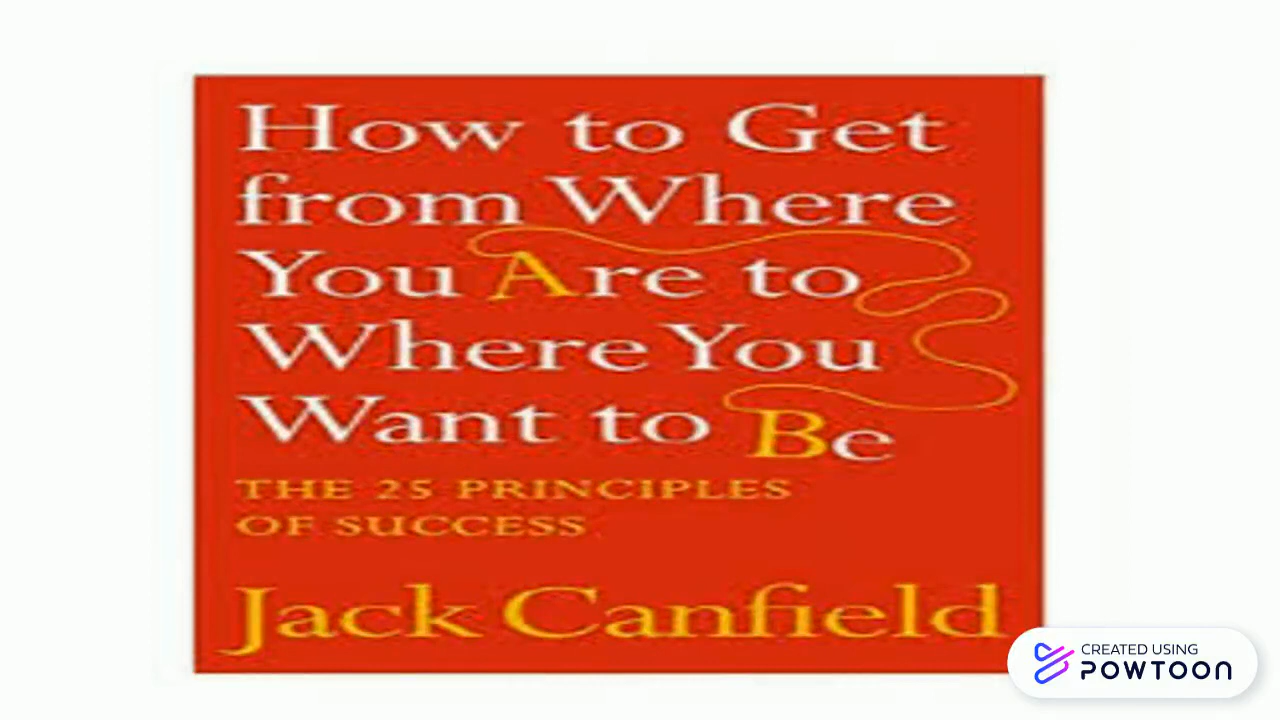 How to Get
from Where
You Are to
Where You
Want to Be
THE 25 PRINCIPLES
OF SUCCESS
Jack Canfield
CREATED USING
POWTOON